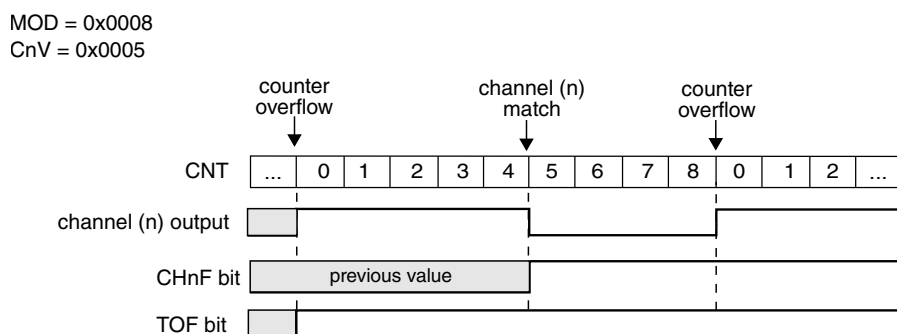 MOD = 0x0008
CnV = 0x0005
counter
overflow
channel (n)
match
counter
overflow
CNT ... 0 1 2 3 4 5 6 7 8 0 1 2 ...
channel (n) output
CHnF bit previous value
TOF bit